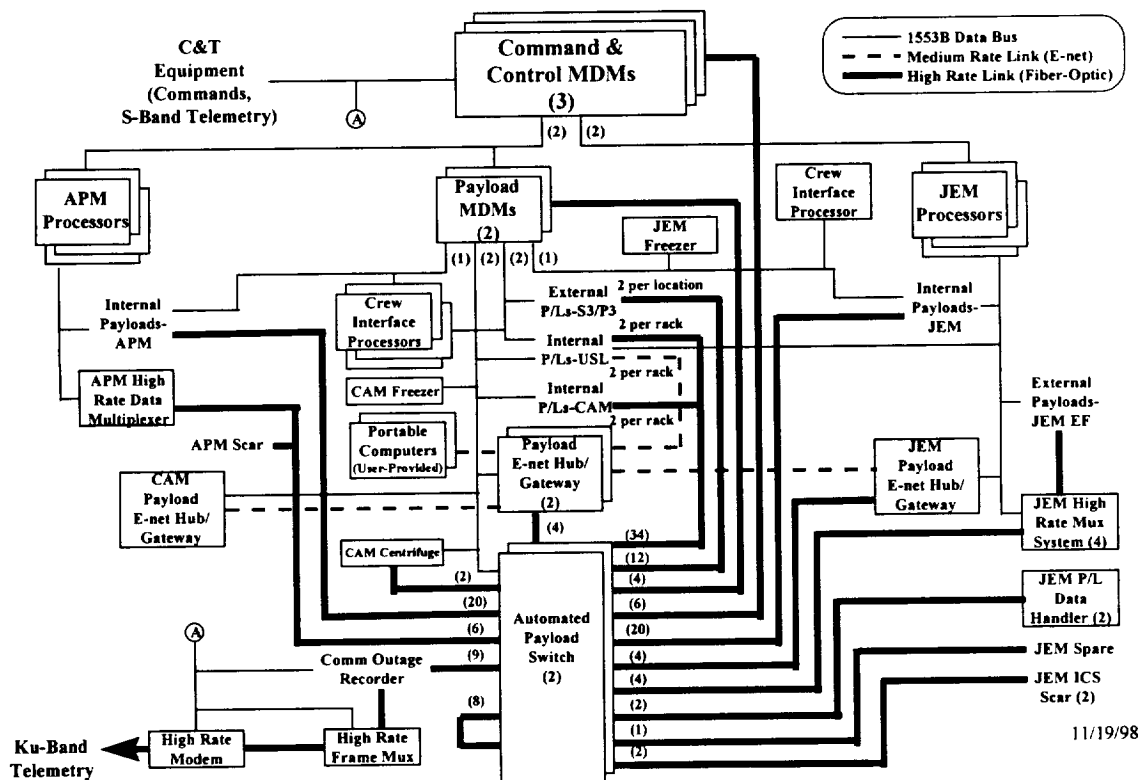 C&T
Equipment
(Commands,
S-Band Telemetry)
A
Command &
Control MDMs
(3)
1553B Data Bus
Medium Rate Link (E-net)
High Rate Link (Fiber-Optic)
(2)
(2)
APM
Processors
Payload
MDMs
(2)
Crew
Interface
Processor
JEM
Processors
JEM
Freezer
(1)
(2)
(2)
(1)
Internal
Payloads-
APM
Crew
Interface
Processors
External
P/Ls-S3/P3
2 per location
Internal
P/Ls-USL
2 per rack
2 per rack
Internal
P/Ls-CAM
2 per rack
Internal
Payloads-
JEM
APM High
Rate Data
Multiplexer
CAM Freezer
External
Payloads-
JEM EF
APM Scar
Portable
Computers
(User-Provided)
Payload
E-net Hub/
Gateway
(2)
JEM
Payload
E-net Hub/
Gateway
CAM
Payload
E-net Hub/
Gateway
JEM High
Rate Mux
System (4)
(4)
CAM Centrifuge
(2)
(20)
(6)
(9)
(8)
Automated
Payload
Switch
(2)
(34)
(12)
(4)
(6)
(20)
(4)
(4)
(2)
(1)
(2)
JEM P/L
Data
Handler (2)
JEM Spare
JEM ICS
Scar (2)
A
Comm Outage
Recorder
Ku-Band
Telemetry
High Rate
Modem
High Rate
Frame Mux
11/19/98